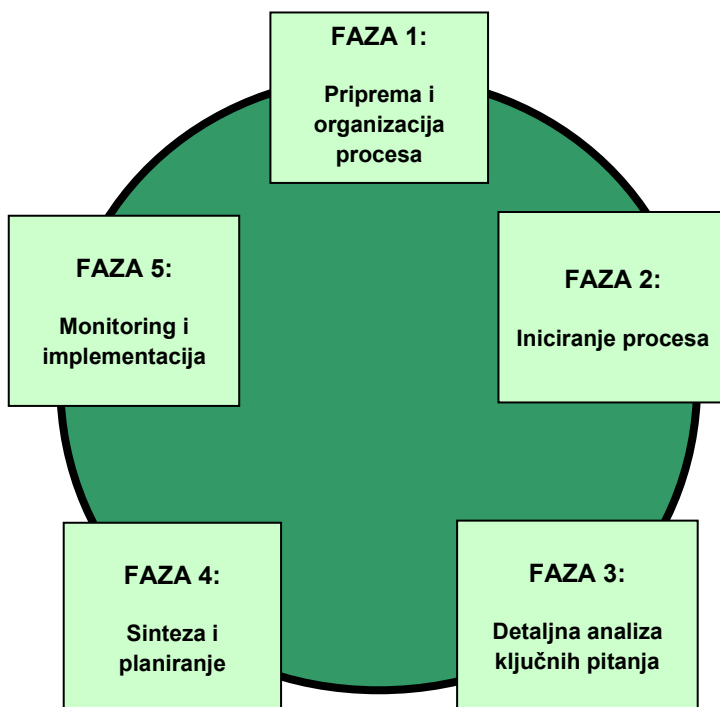 FAZA 1:
Priprema i
organizacija
procesa
FAZA 2:
Iniciranje procesa
FAZA 3:
Detaljna analiza
ključnih pitanja
FAZA 4:
Sinteza i
planiranje
FAZA 5:
Monitoring i
implementacija